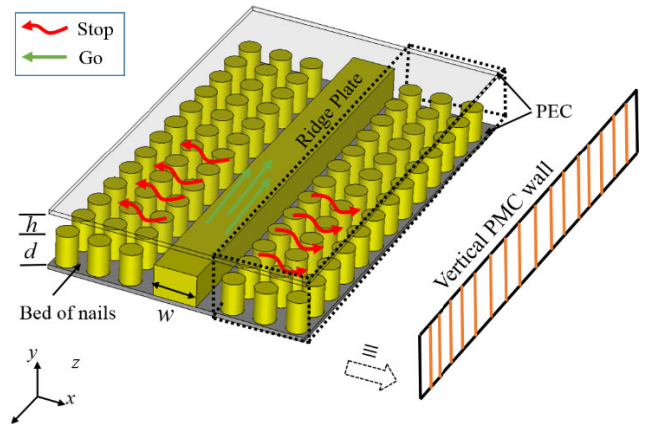 Stop
Go
Ridge Plate
PEC
Vertical PMC wall
h
d
Bed of nails
w
≡
y
z
x